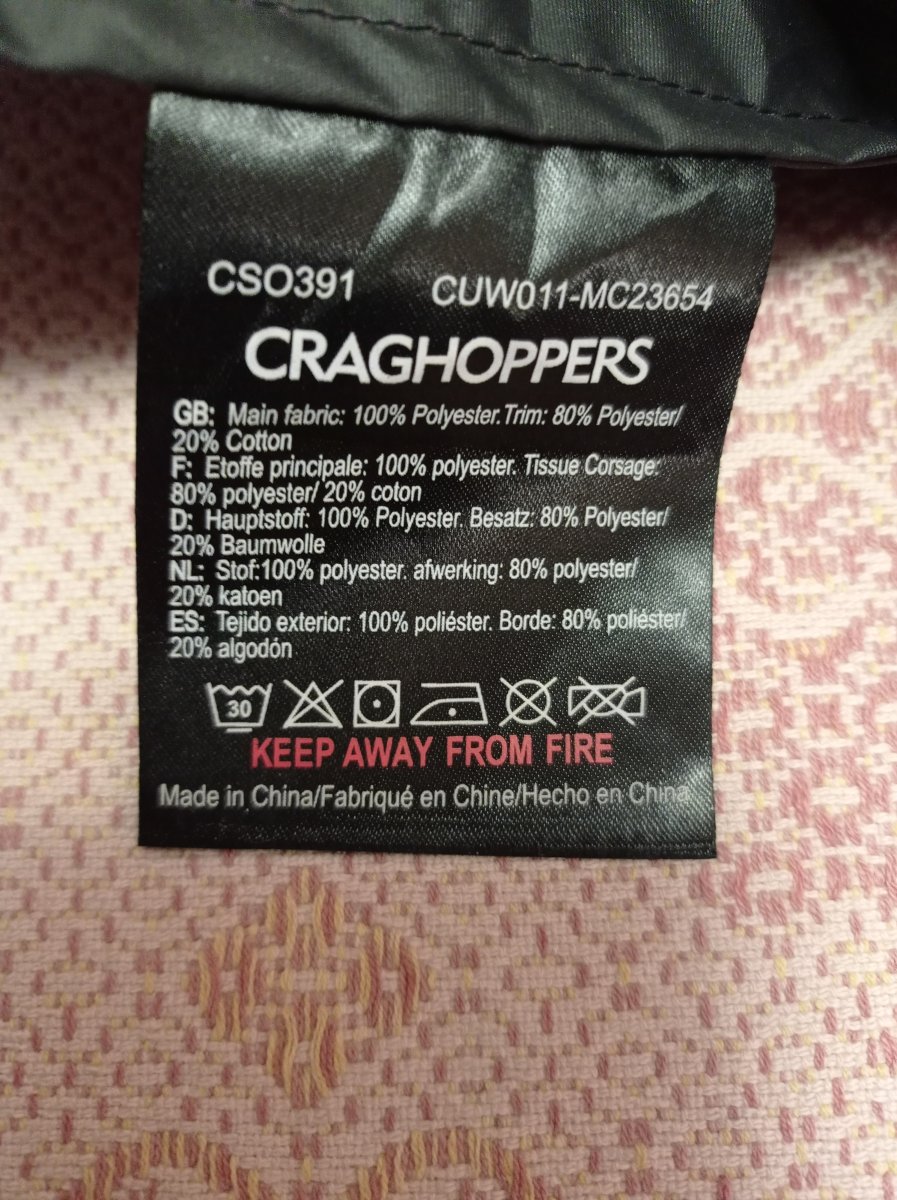 CSO391 CUW011-MC23654
CRAGHOPPERS
GB: Main fabric: 100% Polyester.Trim: 80% Polyester/
20% Cotton
F: Etoffe principale: 100% polyester. Tissue Corsage:
80% polyester/ 20% coton
D: Hauptstoff: 100% Polyester. Besatz: 80% Polyester/
20% Baumwolle
NL: Stof:100% polyester. afwerking: 80% polyester/
20% katoen
ES: Tejido exterior: 100% poliéster. Borde: 80% poliéster/
20% algodón
30
KEEP AWAY FROM FIRE
Made in China/Fabriqué en Chine/Hecho en China